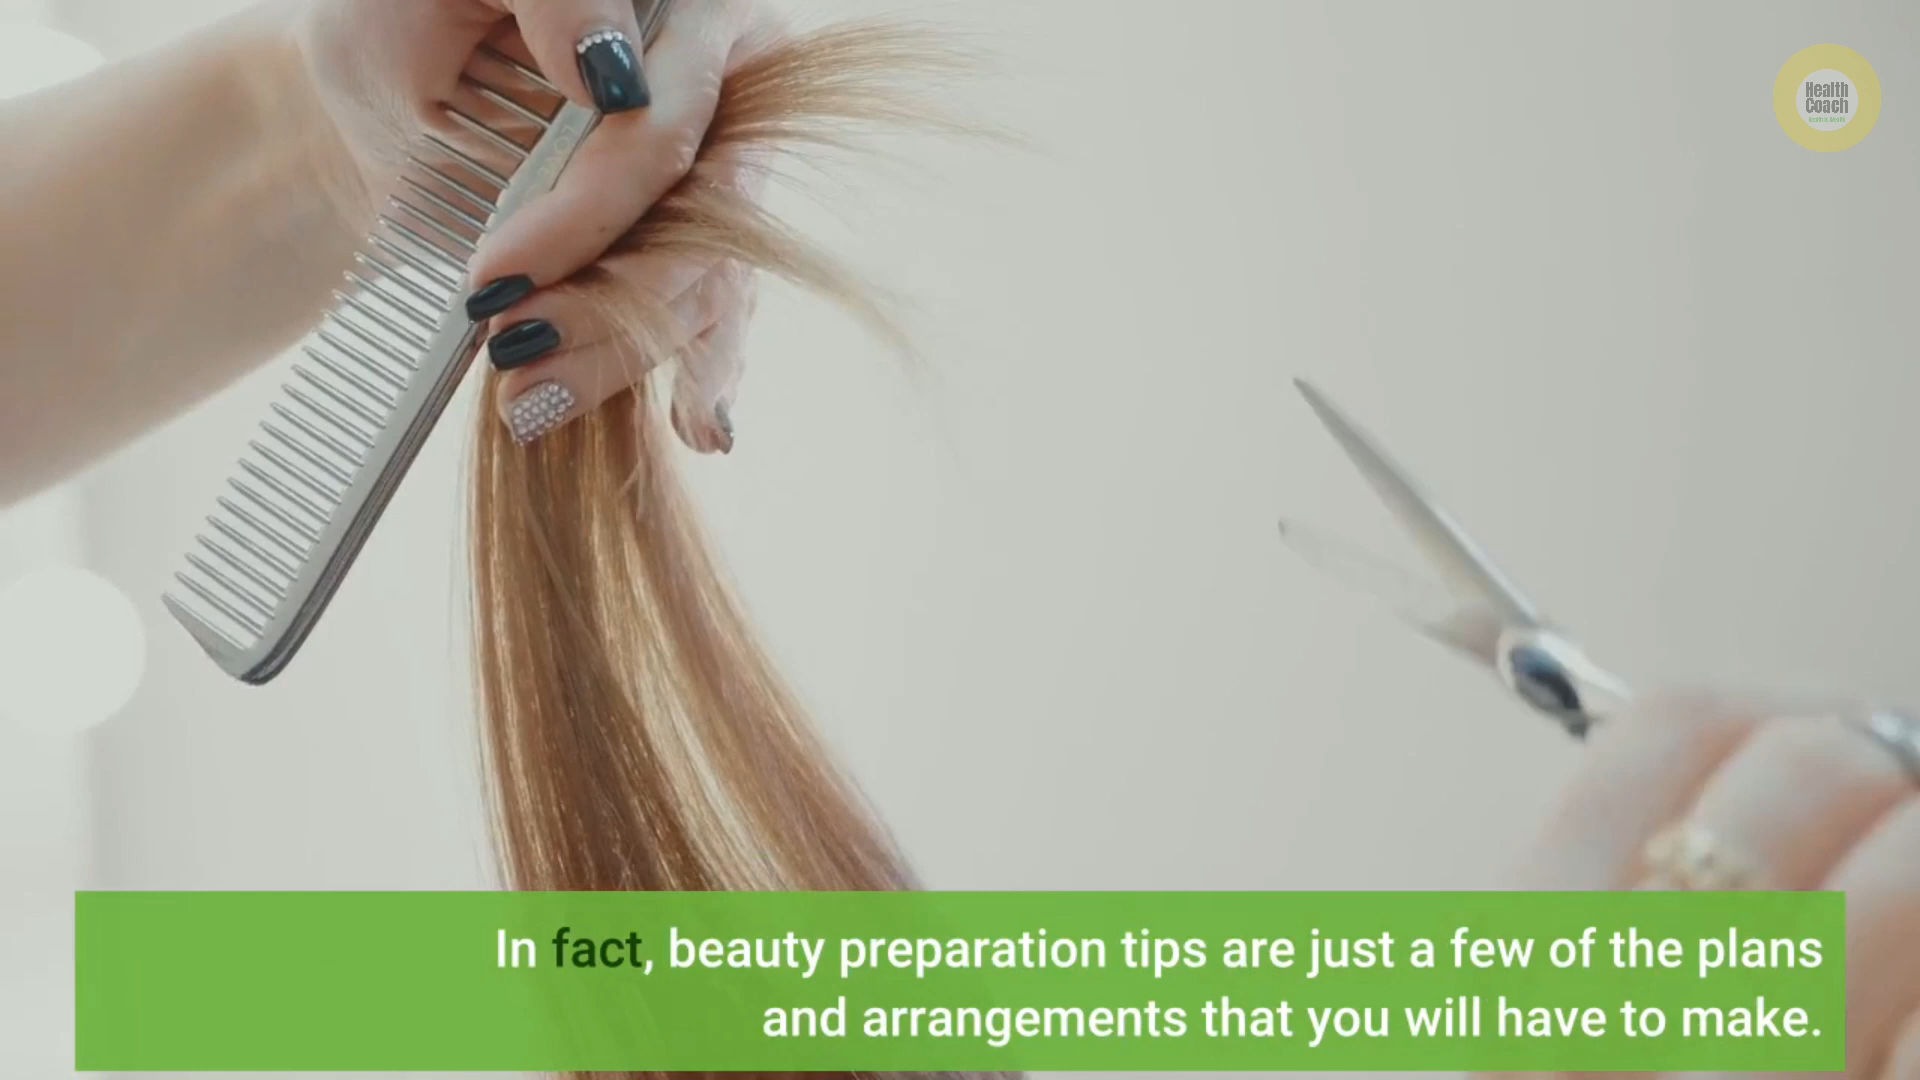 Health
Coach
In fact, beauty preparation tips are just a few of the plans
and arrangements that you will have to make.